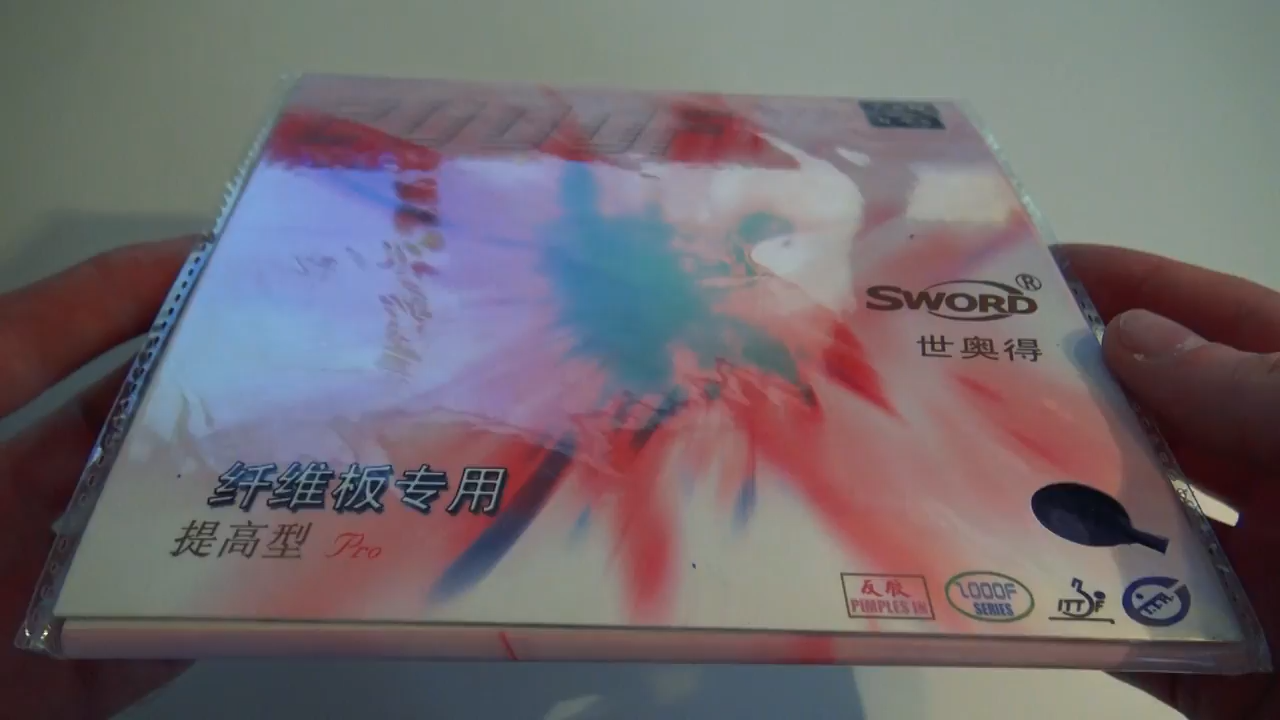 SWORD®
世奥得
纤维板专用
提高型 Pro
反胶
PIMPLES IN
1000F
SERIES
ITTF